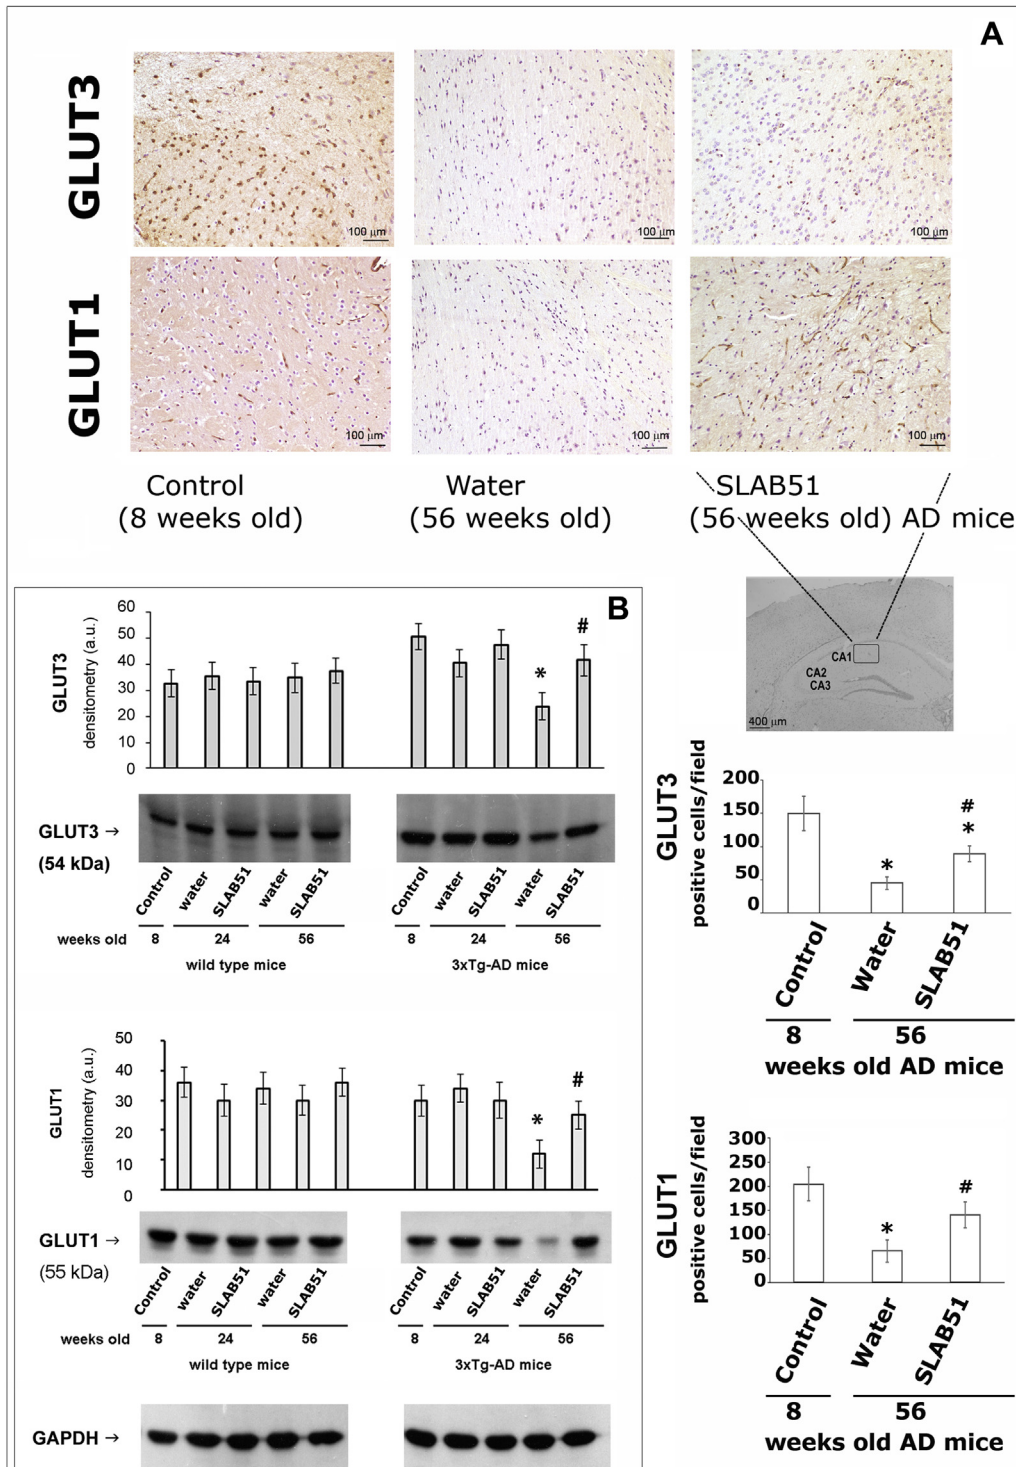 A
GLUT3
100 µm
100 µm
100 µm
GLUT1
100 µm
100 µm
100 µm
Control
(8 weeks old)
Water
(56 weeks old)
SLAB51
(56 weeks old) AD mice
CA1
CA2
CA3
400 µm
B
GLUT3
densitometry (a.u.)
60
50
40
30
20
10
0
*
#
GLUT3 →
(54 kDa)
Control water SLAB51 water SLAB51 Control water SLAB51 water SLAB51
weeks old 8 24 56 8 24 56
wild type mice 3xTg-AD mice
GLUT1
densitometry (a.u.)
50
40
30
20
10
0
*
#
GLUT1 →
(55 kDa)
Control water SLAB51 water SLAB51 Control water SLAB51 water SLAB51
weeks old 8 24 56 8 24 56
wild type mice 3xTg-AD mice
GAPDH →
GLUT3
positive cells/field
200
150
100
50
0
*
#
*
Control Water SLAB51
8 56
weeks old AD mice
GLUT1
positive cells/field
300
250
200
150
100
50
0
*
#
Control Water SLAB51
8 56
weeks old AD mice